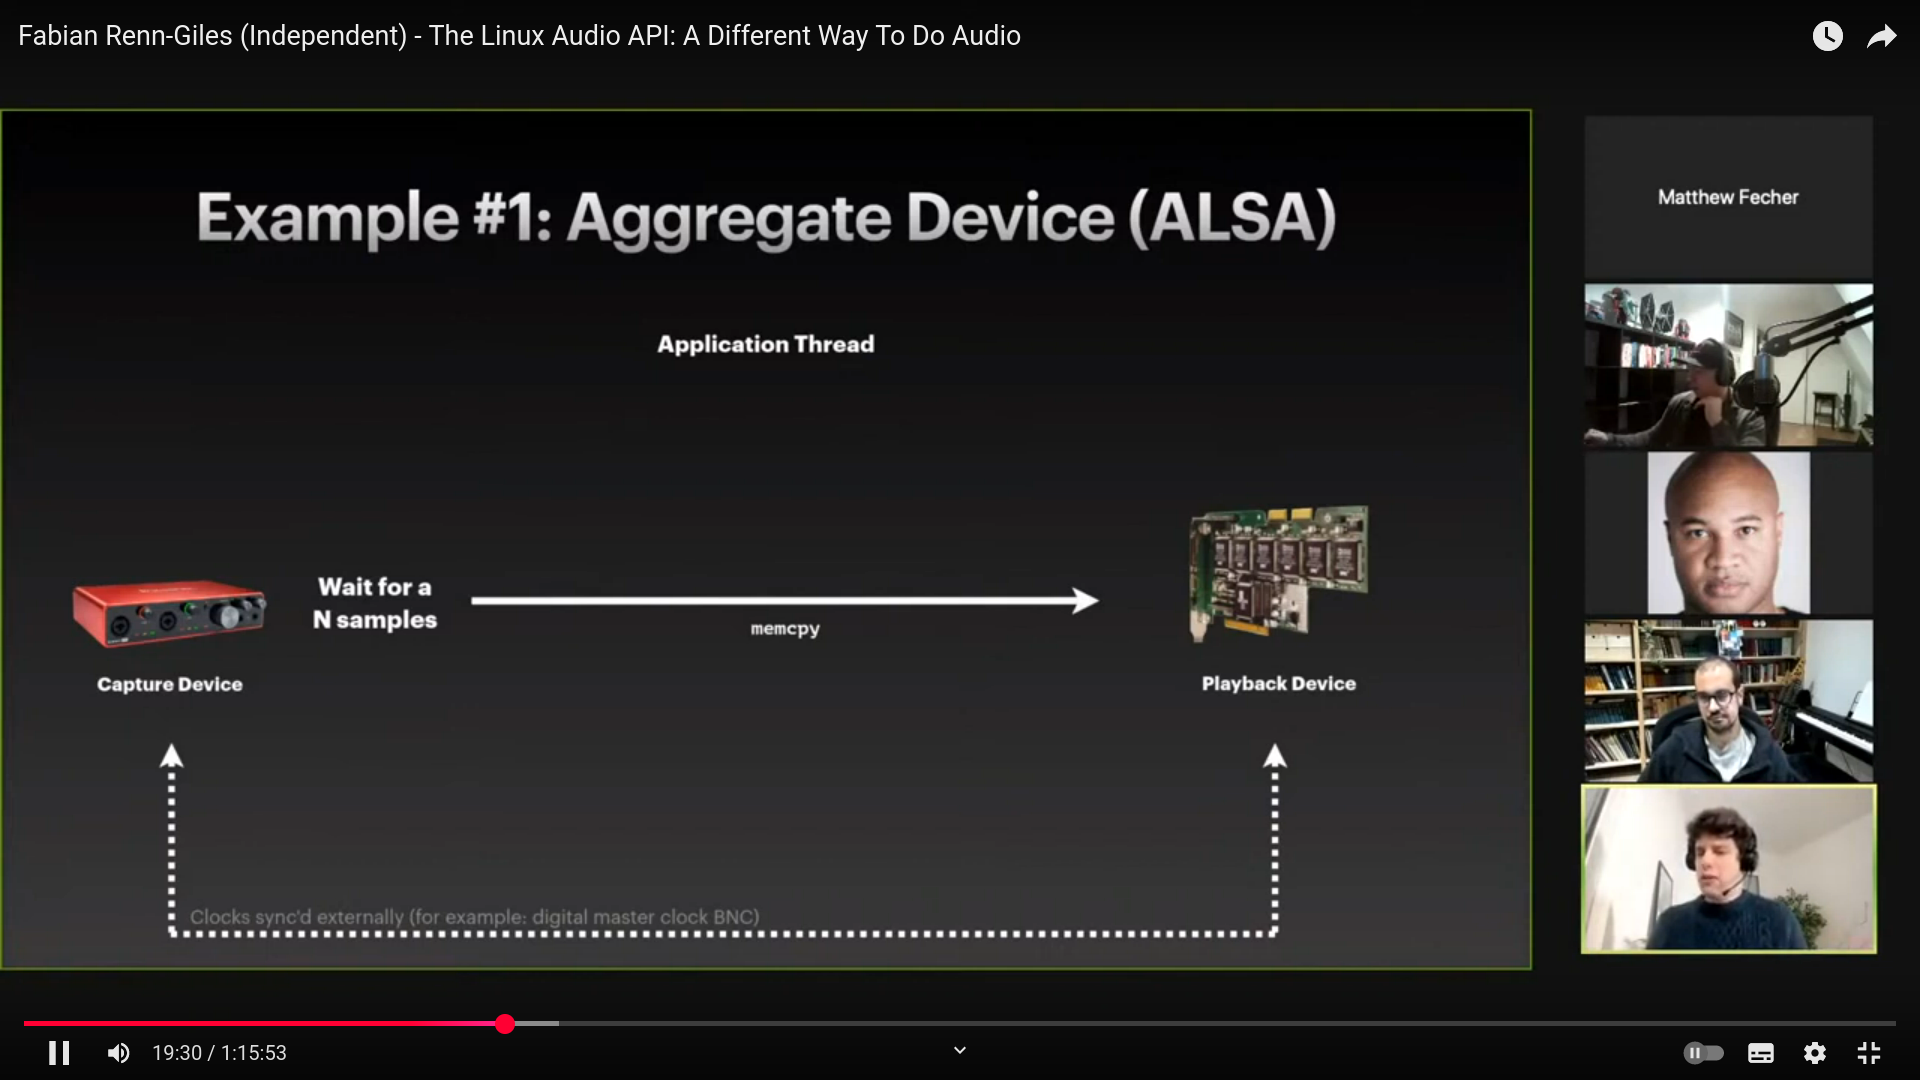 Fabian Renn-Giles (Independent) - The Linux Audio API: A Different Way To Do Audio
Example #1: Aggregate Device (ALSA)
Application Thread
Matthew Fecher
Wait for a
N samples
memcpy
Capture Device
Playback Device
Clocks sync'd externally (for example: digital master clock BNC)
19:30 / 1:15:53